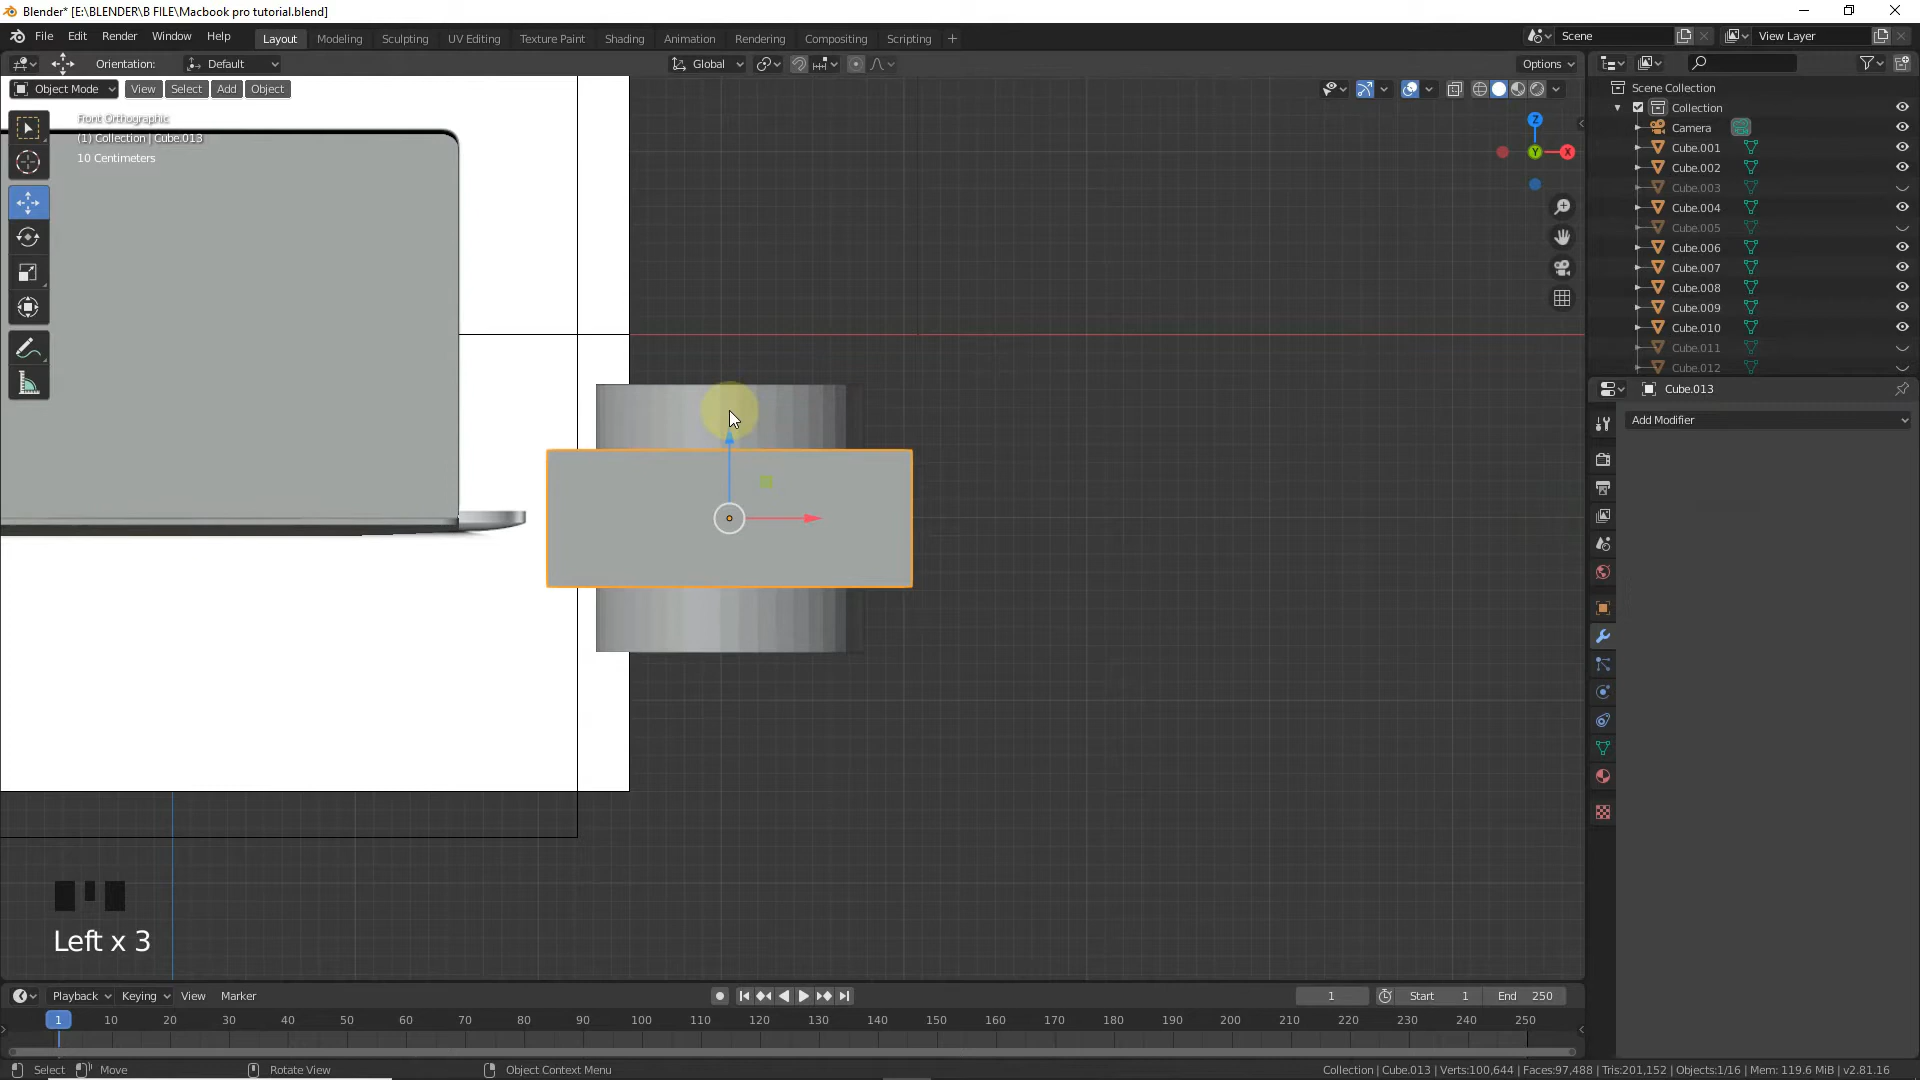 Blender* [E:\BLENDER\B FILE\Macbook pro tutorial.blend]
File Edit Render Window Help Layout Modeling Sculpting UV Editing Texture Paint Shading Animation Rendering Compositing Scripting Scene View Layer
Orientation: Default Global Options
Object Mode View Select Add Object
Front Orthographic
(1) Collection | Cube.013
10 Centimeters
Z
Y
X
Scene Collection
Collection
Camera
Cube.001
Cube.002
Cube.003
Cube.004
Cube.005
Cube.006
Cube.007
Cube.008
Cube.009
Cube.010
Cube.011
Cube.012
Cube.013
Add Modifier
Left x 3
Playback Keying View Marker 1 Start 1 End 250
1 10 20 30 40 50 60 70 80 90 100 110 120 130 140 150 160 170 180 190 200 210 220 230 240 250
Select Move Rotate View Object Context Menu Collection | Cube.013 | Verts:100,644 | Faces:97,488 | Tris:201,152 | Objects:1/16 | Mem: 119.6 MiB | v2.81.16